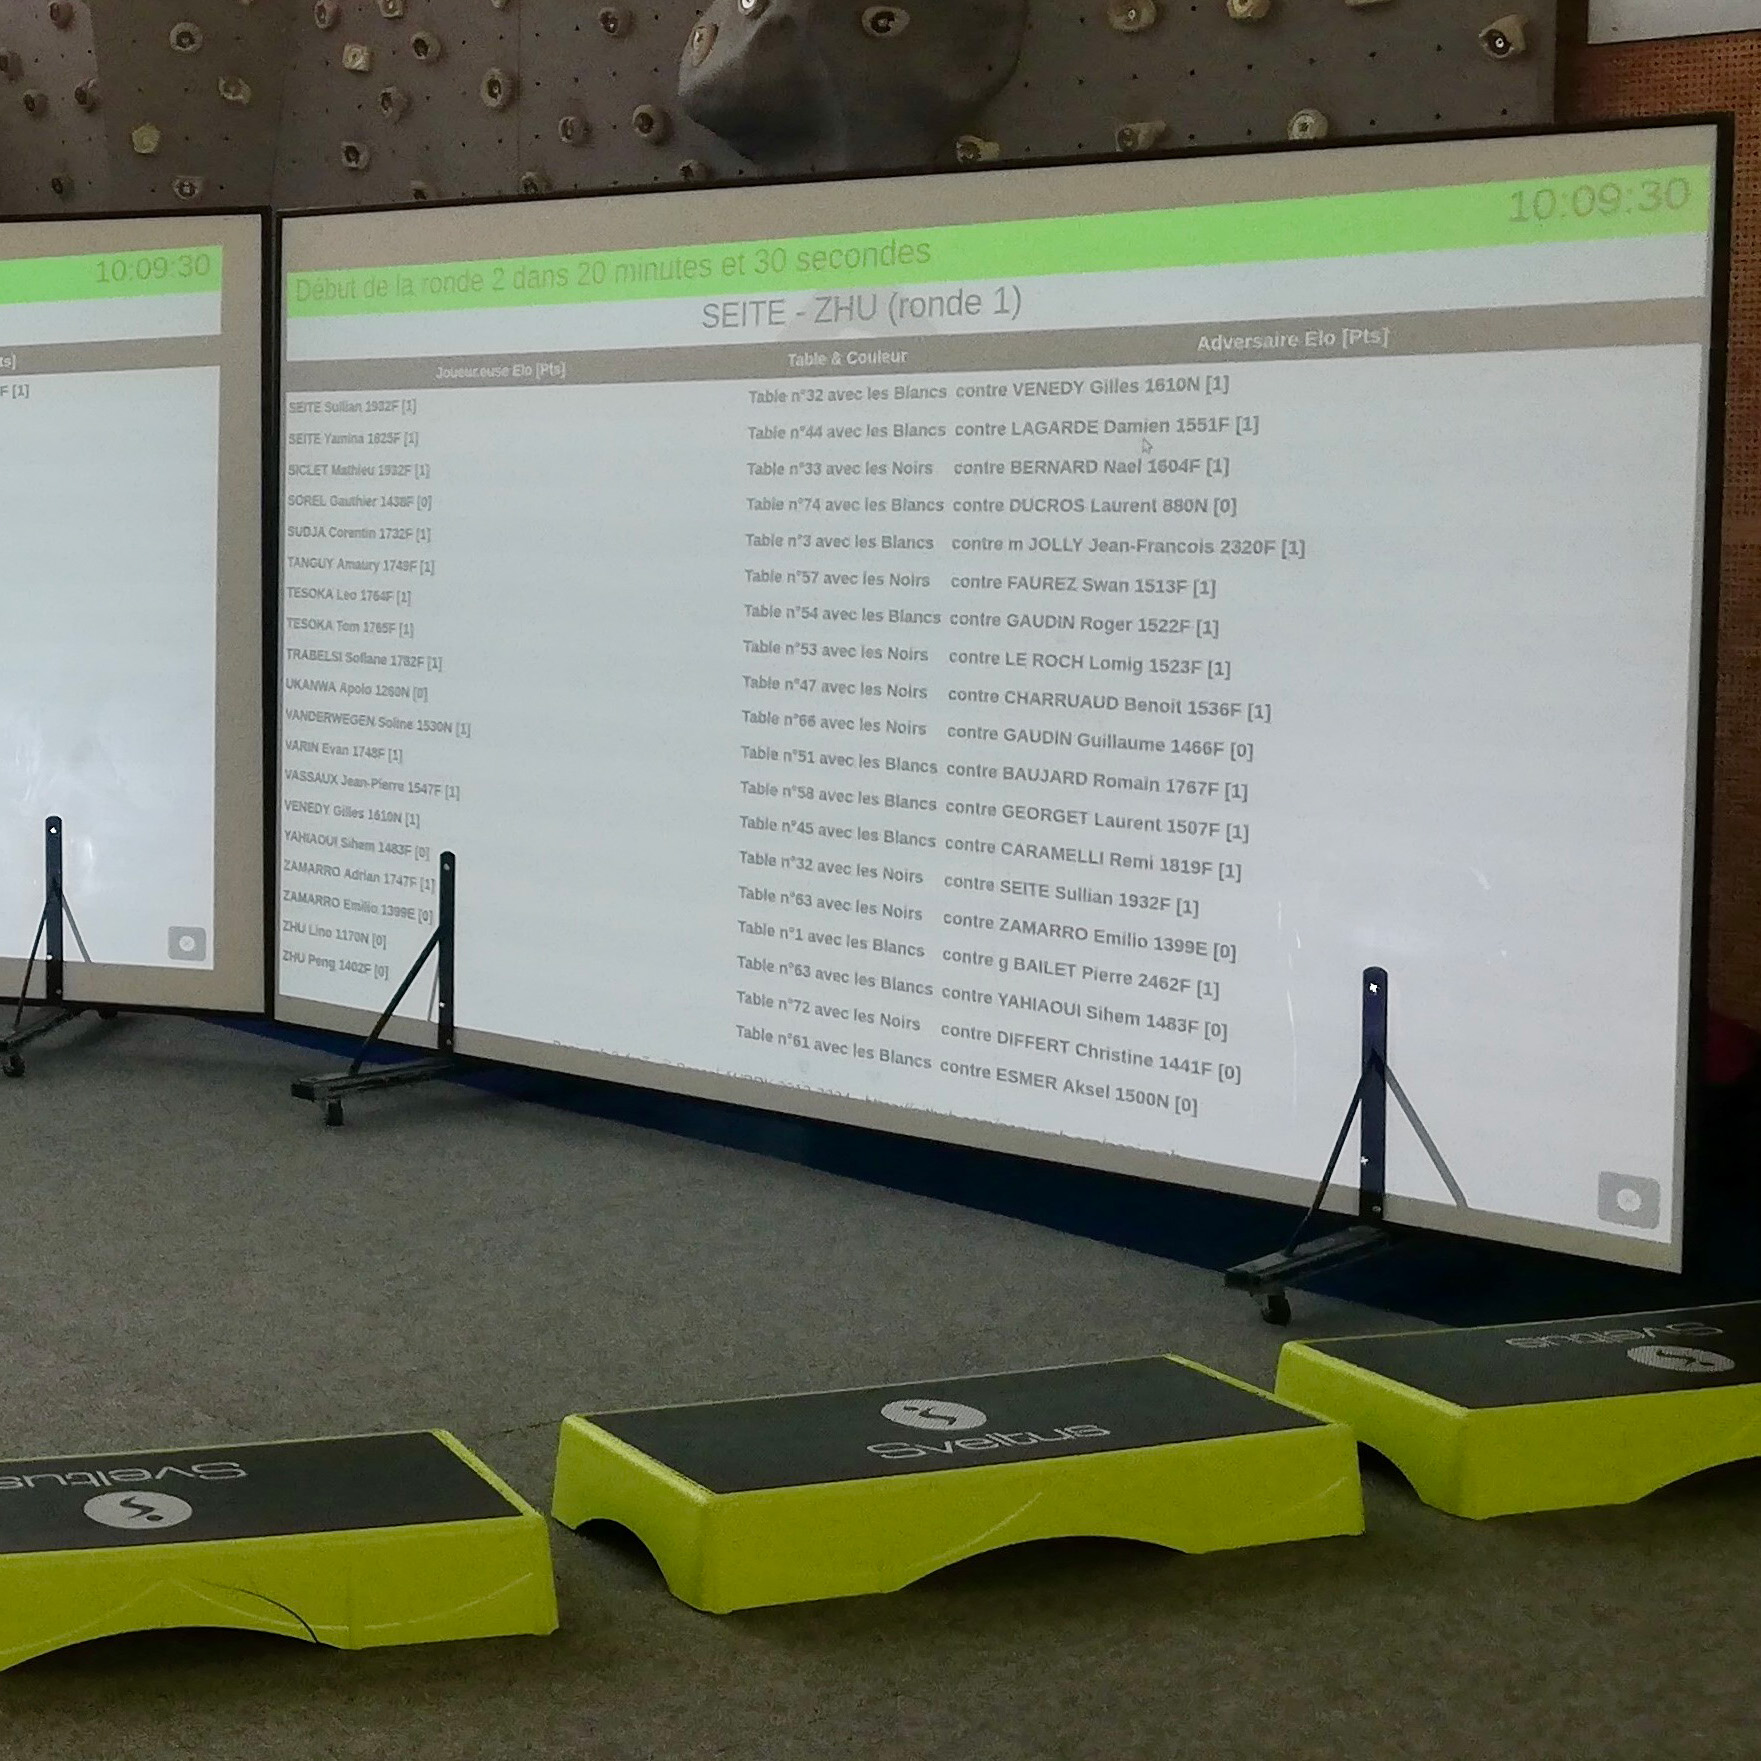 10:09:30
ts]
F [1]
10:09:30
Début de la ronde 2 dans 20 minutes et 30 secondes
SEITE - ZHU (ronde 1)
Joueur.euse Elo [Pts] Table & Couleur Adversaire Elo [Pts]
SEITE Sullian 1932F [1] Table n°32 avec les Blancs contre VENEDY Gilles 1610N [1]
SEITE Yamina 1825F [1] Table n°44 avec les Blancs contre LAGARDE Damien 1551F [1]
SICLET Mathieu 1932F [1] Table n°33 avec les Noirs contre BERNARD Nael 1604F [1]
SOREL Gauthier 1438F [0] Table n°74 avec les Blancs contre DUCROS Laurent 880N [0]
SUDJA Corentin 1732F [1] Table n°3 avec les Blancs contre m JOLLY Jean-Francois 2320F [1]
TANGUY Amaury 1749F [1] Table n°57 avec les Noirs contre FAUREZ Swan 1513F [1]
TESOKA Leo 1764F [1] Table n°54 avec les Blancs contre GAUDIN Roger 1522F [1]
TESOKA Tom 1765F [1] Table n°53 avec les Noirs contre LE ROCH Lomig 1523F [1]
TRABELSI Sofiane 1782F [1] Table n°47 avec les Noirs contre CHARRUAUD Benoit 1536F [1]
UKANWA Apolo 1260N [0] Table n°66 avec les Noirs contre GAUDIN Guillaume 1466F [0]
VANDERWEGEN Soline 1530N [1] Table n°51 avec les Blancs contre BAUJARD Romain 1767F [1]
VARIN Evan 1748F [1] Table n°58 avec les Blancs contre GEORGET Laurent 1507F [1]
VASSAUX Jean-Pierre 1547F [1] Table n°45 avec les Blancs contre CARAMELLI Remi 1819F [1]
VENEDY Gilles 1610N [1] Table n°32 avec les Noirs contre SEITE Sullian 1932F [1]
YAHIAOUI Sihem 1483F [0] Table n°63 avec les Noirs contre ZAMARRO Emilio 1399E [0]
ZAMARRO Adrian 1747F [1] Table n°1 avec les Blancs contre g BAILET Pierre 2462F [1]
ZAMARRO Emilio 1399E [0] Table n°63 avec les Blancs contre YAHIAOUI Sihem 1483F [0]
ZHU Lino 1170N [0] Table n°72 avec les Noirs contre DIFFERT Christine 1441F [0]
ZHU Peng 1402F [0] Table n°61 avec les Blancs contre ESMER Aksel 1500N [0]
Sveltus
Sveltus
Sveltus